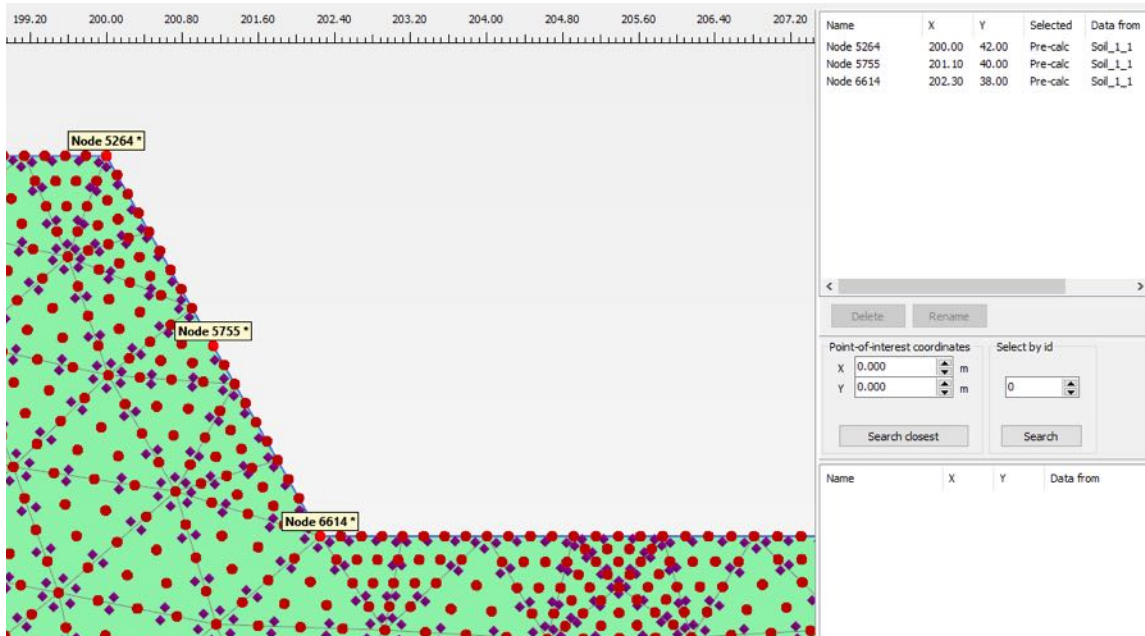 199.20 200.00 200.80 201.60 202.40 203.20 204.00 204.80 205.60 206.40 207.20
Node 5264 *
Node 5755 *
Node 6614 *
Name X Y Selected Data from
Node 5264 200.00 42.00 Pre-calc Soil_1_1
Node 5755 201.10 40.00 Pre-calc Soil_1_1
Node 6614 202.30 38.00 Pre-calc Soil_1_1
Delete Rename
Point-of-interest coordinates Select by id
X 0.000 m
0
Y 0.000 m
Search closest Search
Name X Y Data from